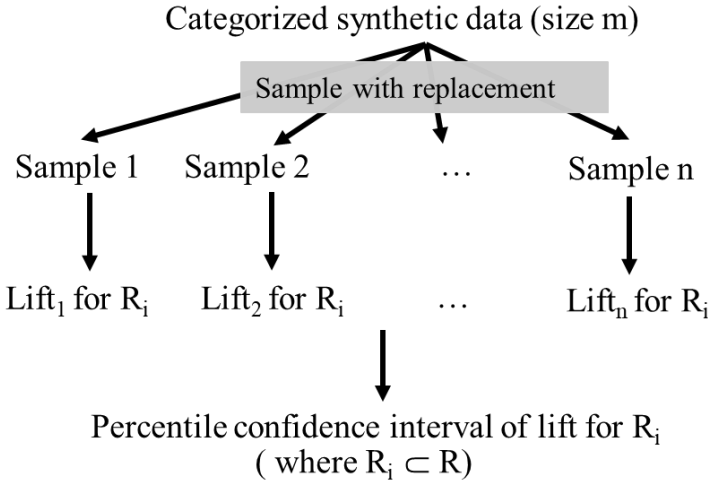 Categorized synthetic data (size m)
Sample with replacement
Sample 1 Sample 2 … Sample n
Lift₁ for Rᵢ Lift₂ for Rᵢ … Liftₙ for Rᵢ
Percentile confidence interval of lift for Rᵢ
( where Rᵢ ⊂ R)